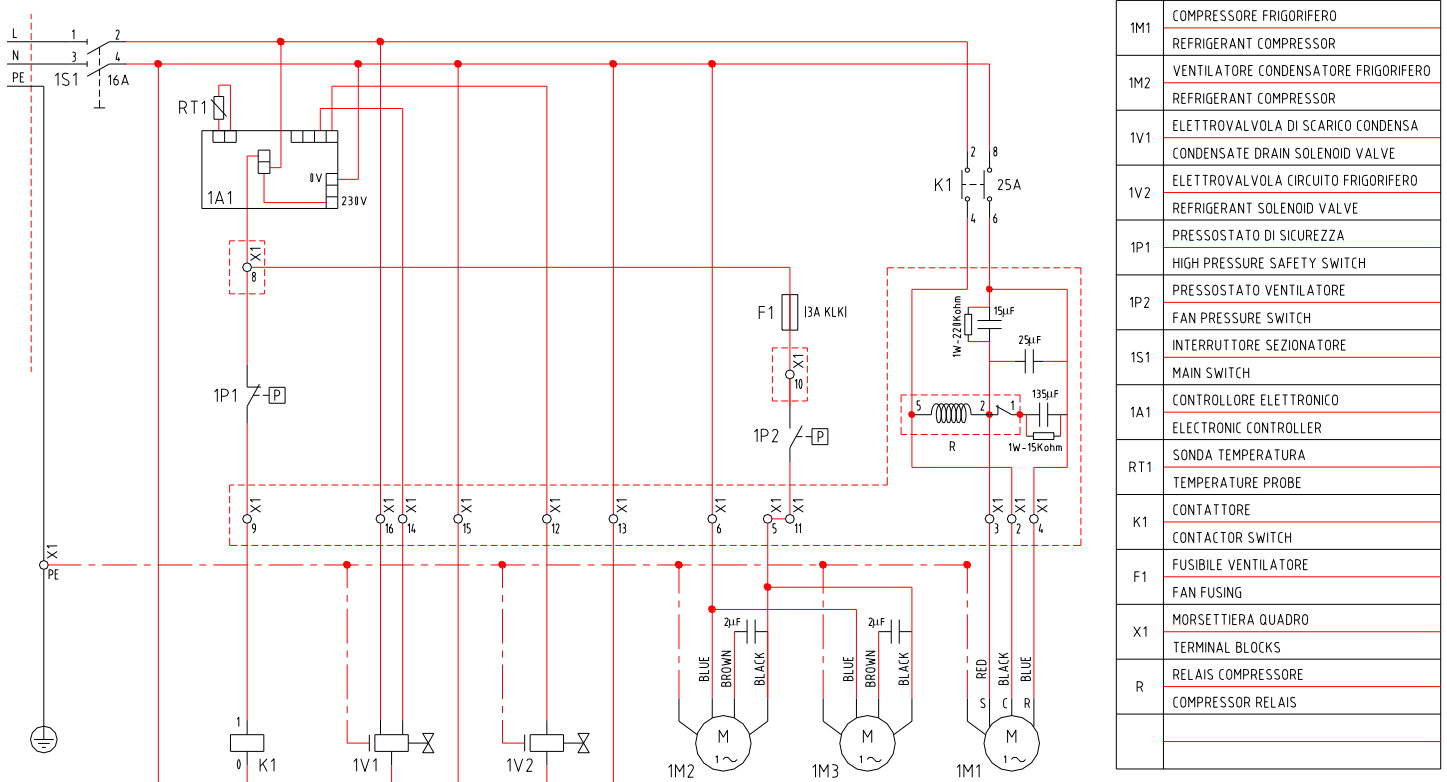 L 1 2
N 3 4
PE 1S1 16A
RT1
1A1
0V
230V
X1
8
1P1 P
F1 |3A KLK|
X1
10
1P2 P
K1 25A
2 8
4 6
1W-220Kohm
15µF
25µF
135µF
5 2 1
R
1W-15Kohm
X1 X1 X1 X1 X1 X1 X1 X1 X1 X1 X1
9 16 14 15 12 13 6 5 11 3 2 4
X1
PE
2µF
BLUE
BROWN
BLACK
2µF
BLUE
BROWN
BLACK
RED
BLACK
BLUE
S C R
1
0 K1
1V1
1V2
M
1~
1M2
M
1~
1M3
M
1~
1M1
1M1
COMPRESSORE FRIGORIFERO
REFRIGERANT COMPRESSOR
1M2
VENTILATORE CONDENSATORE FRIGORIFERO
REFRIGERANT COMPRESSOR
1V1
ELETTROVALVOLA DI SCARICO CONDENSA
CONDENSATE DRAIN SOLENOID VALVE
1V2
ELETTROVALVOLA CIRCUITO FRIGORIFERO
REFRIGERANT SOLENOID VALVE
1P1
PRESSOSTATO DI SICUREZZA
HIGH PRESSURE SAFETY SWITCH
1P2
PRESSOSTATO VENTILATORE
FAN PRESSURE SWITCH
1S1
INTERRUTTORE SEZIONATORE
MAIN SWITCH
1A1
CONTROLLORE ELETTRONICO
ELECTRONIC CONTROLLER
RT1
SONDA TEMPERATURA
TEMPERATURE PROBE
K1
CONTATTORE
CONTACTOR SWITCH
F1
FUSIBILE VENTILATORE
FAN FUSING
X1
MORSETTIERA QUADRO
TERMINAL BLOCKS
R
RELAIS COMPRESSORE
COMPRESSOR RELAIS